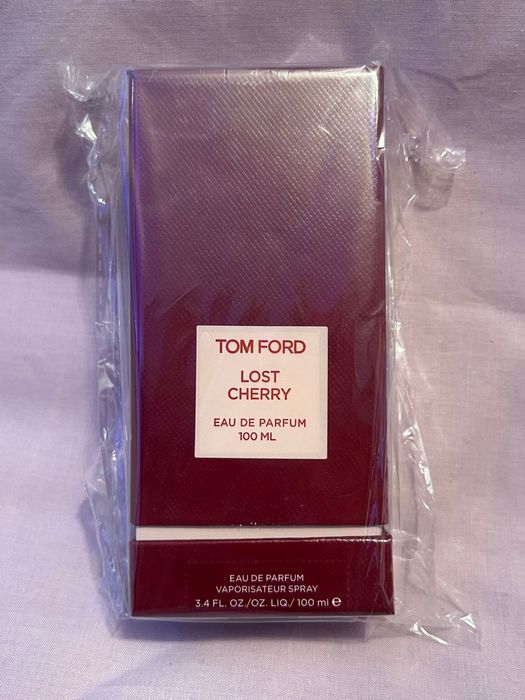 TOM FORD
LOST
CHERRY
EAU DE PARFUM
100 ML
EAU DE PARFUM
VAPORISATEUR SPRAY
3.4 FL. OZ./OZ. LIQ./ 100 ml ℮